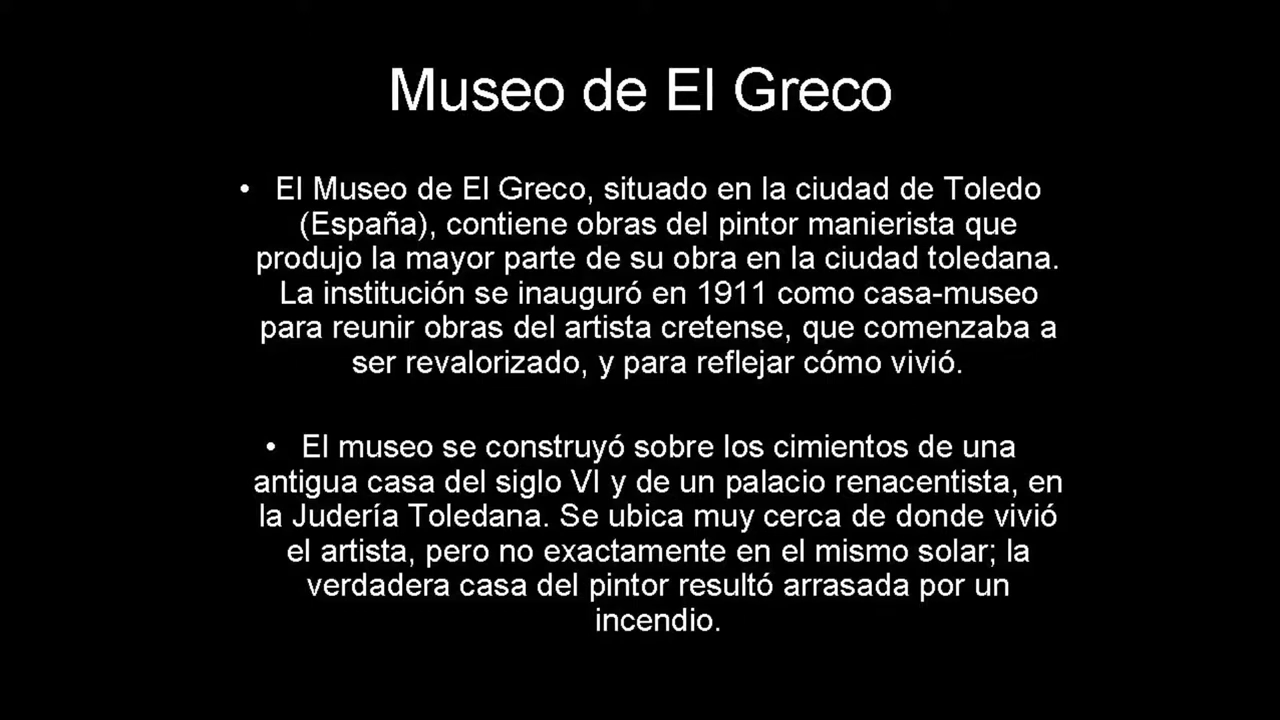 Museo de El Greco
• El Museo de El Greco, situado en la ciudad de Toledo
(España), contiene obras del pintor manierista que
produjo la mayor parte de su obra en la ciudad toledana.
La institución se inauguró en 1911 como casa-museo
para reunir obras del artista cretense, que comenzaba a
ser revalorizado, y para reflejar cómo vivió.
• El museo se construyó sobre los cimientos de una
antigua casa del siglo VI y de un palacio renacentista, en
la Judería Toledana. Se ubica muy cerca de donde vivió
el artista, pero no exactamente en el mismo solar; la
verdadera casa del pintor resultó arrasada por un
incendio.